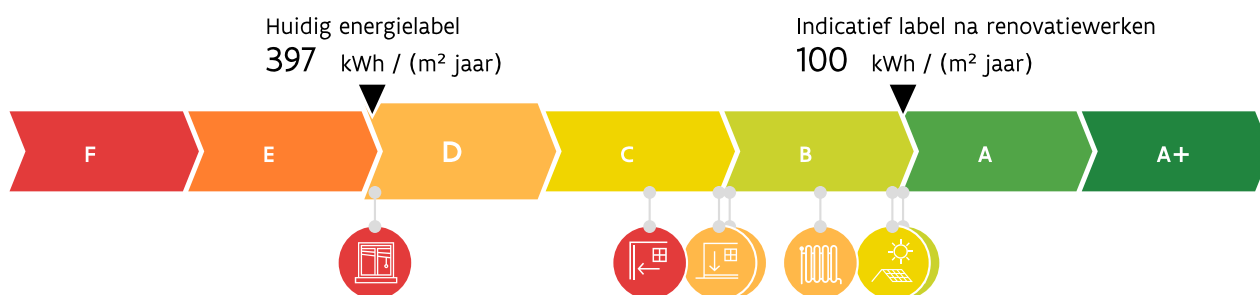 Huidig energielabel
397 kWh / (m² jaar)
Indicatief label na renovatiewerken
100 kWh / (m² jaar)
F
E
D
C
B
A
A+